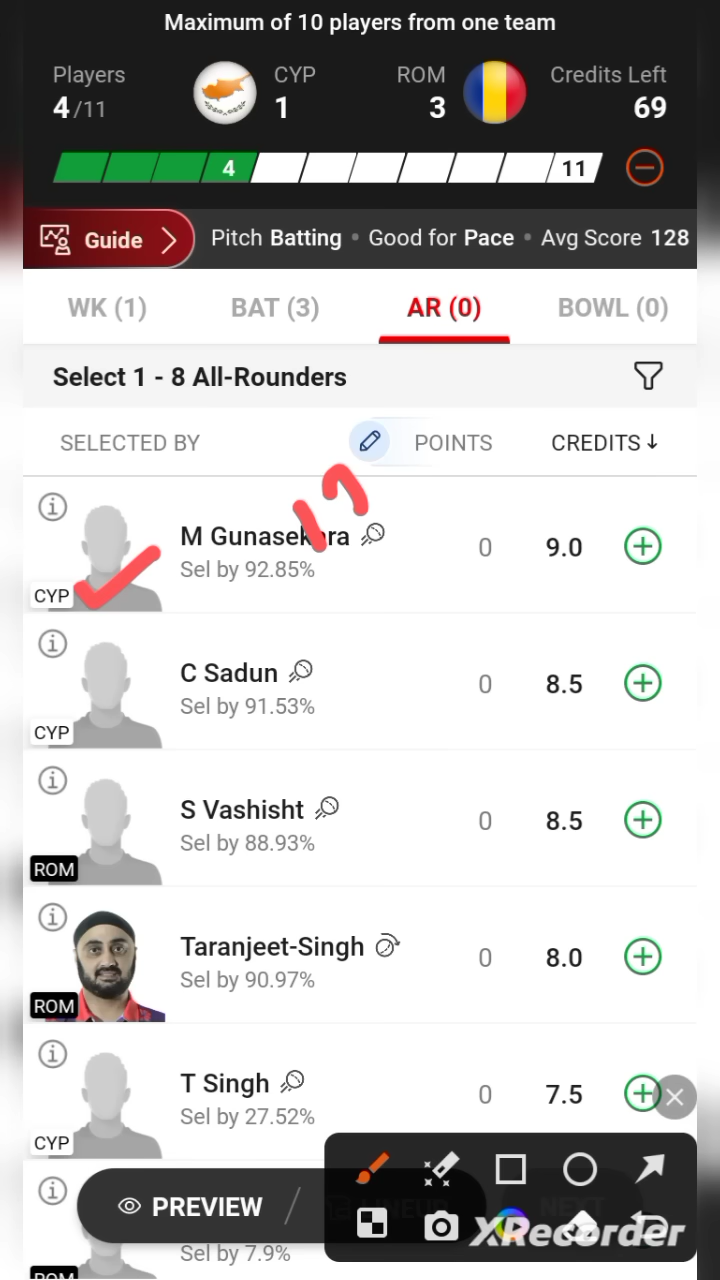 Maximum of 10 players from one team
Players CYP ROM Credits Left
4/11 1 3 69
4 11
Guide Pitch Batting • Good for Pace • Avg Score 128
WK (1) BAT (3) AR (0) BOWL (0)
Select 1 - 8 All-Rounders
SELECTED BY POINTS CREDITS ↓
M Gunasekara 0 9.0
Sel by 92.85%
CYP
C Sadun 0 8.5
Sel by 91.53%
CYP
S Vashisht 0 8.5
Sel by 88.93%
ROM
Taranjeet-Singh 0 8.0
Sel by 90.97%
ROM
T Singh 0 7.5
Sel by 27.52%
CYP
PREVIEW / LINEUP NEXT
XRecorder
Sel by 7.9%
ROM